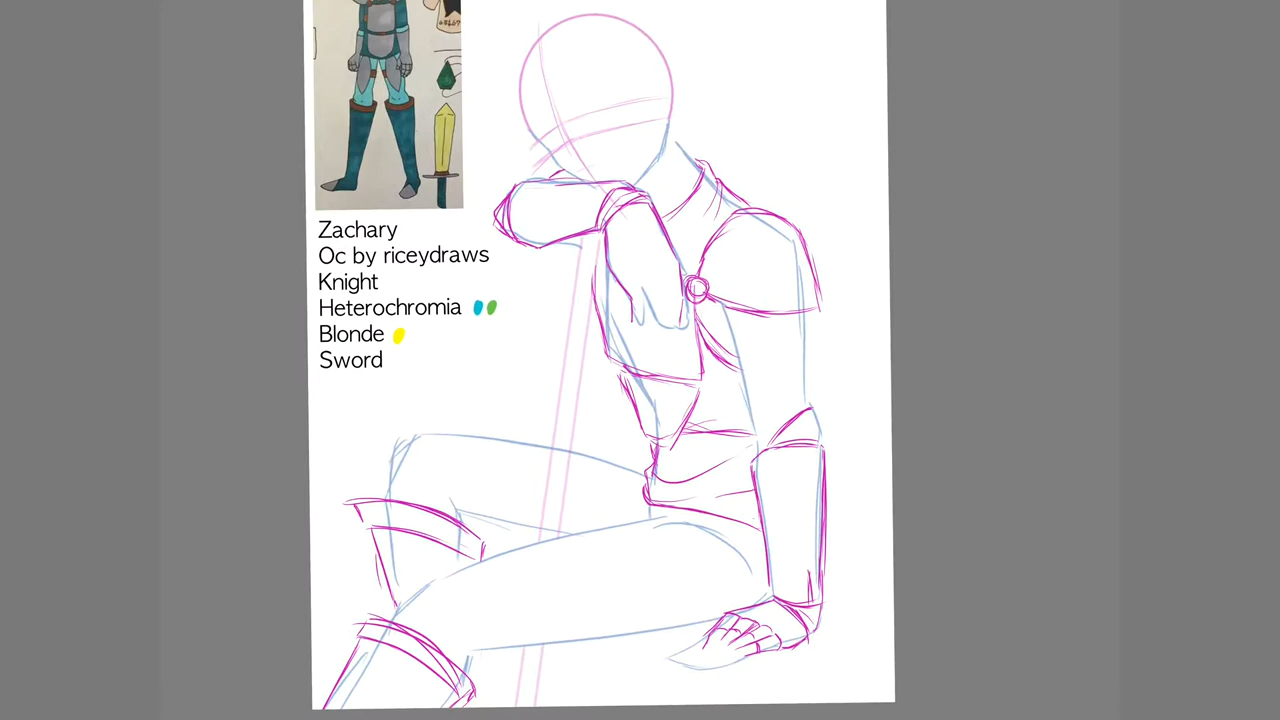 Zachary
Oc by riceydraws
Knight
Heterochromia
Blonde
Sword